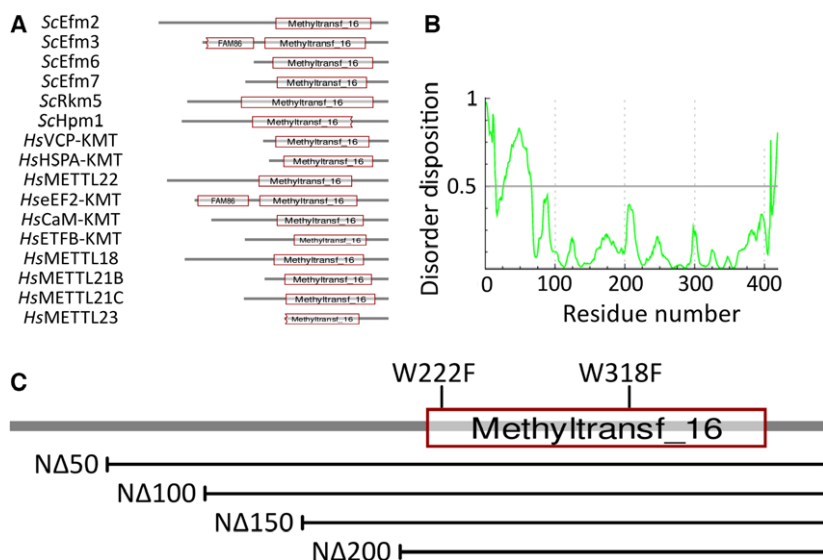 A
ScEfm2 Methyltransf_16
ScEfm3 FAM86 Methyltransf_16
ScEfm6 Methyltransf_16
ScEfm7 Methyltransf_16
ScRkm5 Methyltransf_16
ScHpm1 Methyltransf_16
HsVCP-KMT Methyltransf_16
HsHSPA-KMT Methyltransf_16
HsMETTL22 Methyltransf_16
HseEF2-KMT FAM86 Methyltransf_16
HsCaM-KMT Methyltransf_16
HsETFB-KMT Methyltransf_16
HsMETTL18 Methyltransf_16
HsMETTL21B Methyltransf_16
HsMETTL21C Methyltransf_16
HsMETTL23 Methyltransf_16
B
Disorder disposition
1
0.5
0 100 200 300 400
Residue number
C
W222F W318F
Methyltransf_16
NΔ50
NΔ100
NΔ150
NΔ200